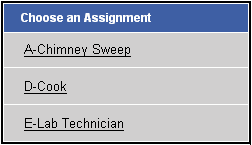 Choose an Assignment
A-Chimney Sweep
D-Cook
E-Lab Technician